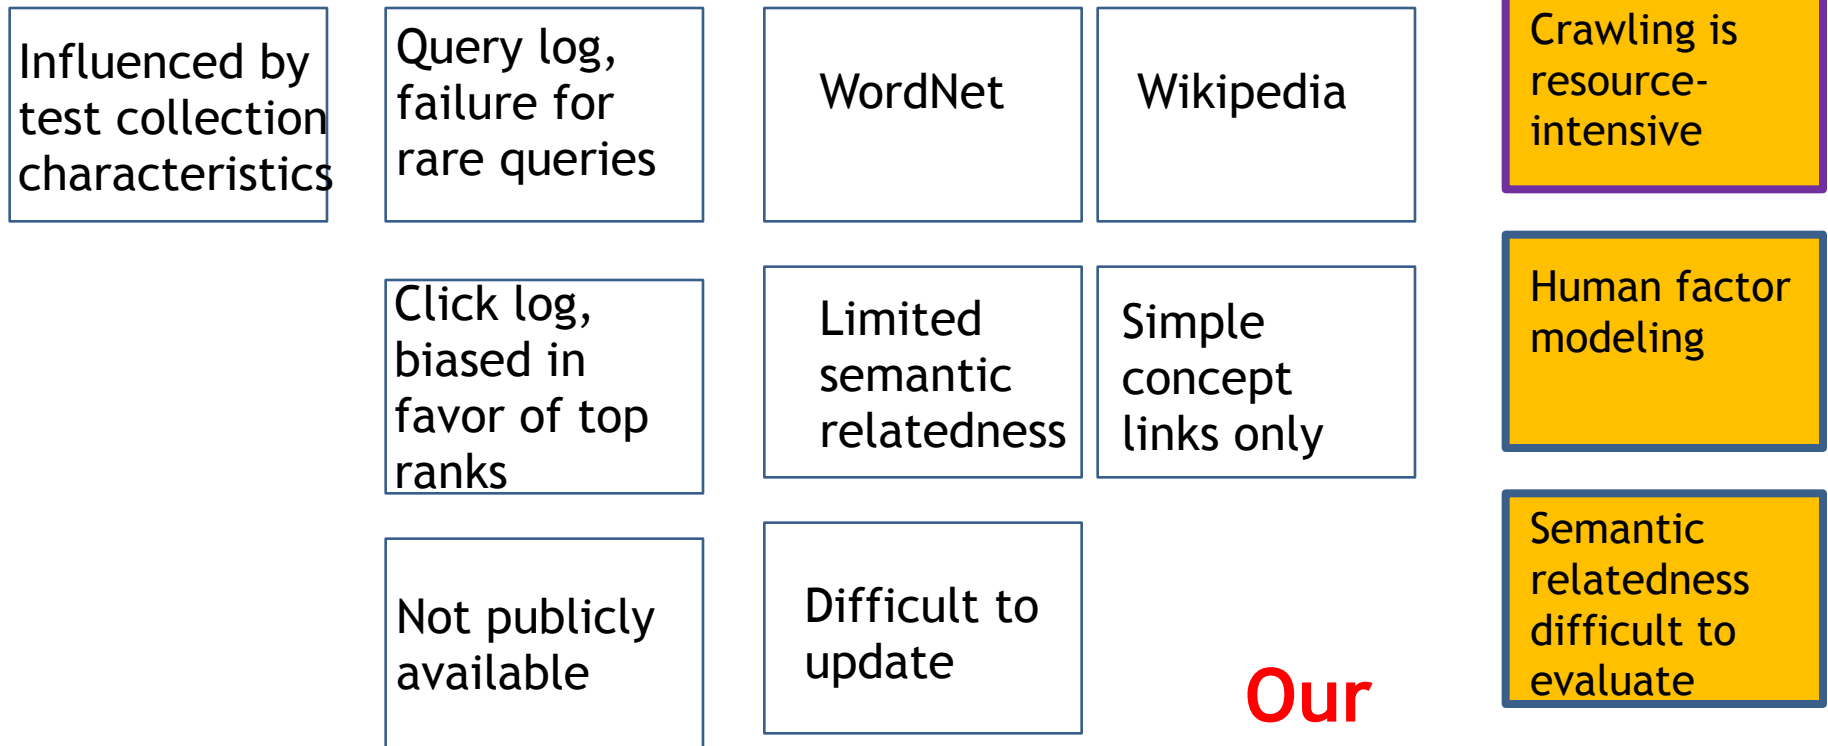 Influenced by
test collection
characteristics
Query log,
failure for
rare queries
WordNet
Wikipedia
Crawling is
resource-
intensive
Click log,
biased in
favor of top
ranks
Limited
semantic
relatedness
Simple
concept
links only
Human factor
modeling
Not publicly
available
Difficult to
update
Semantic
relatedness
difficult to
evaluate
Our